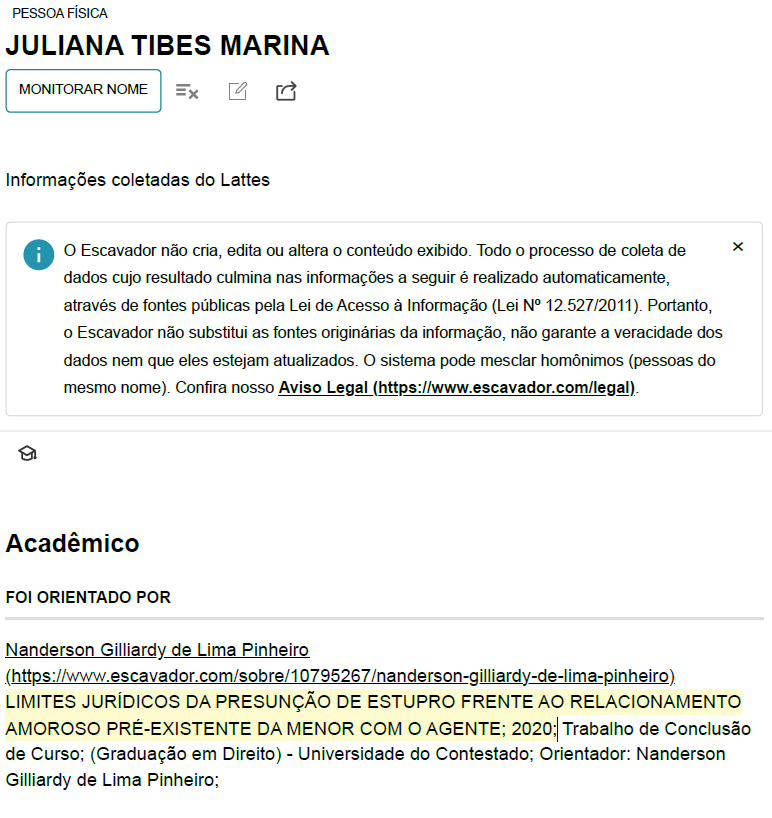 PESSOA FÍSICA
JULIANA TIBES MARINA
MONITORAR NOME
Informações coletadas do Lattes
O Escavador não cria, edita ou altera o conteúdo exibido. Todo o processo de coleta de
dados cujo resultado culmina nas informações a seguir é realizado automaticamente,
através de fontes públicas pela Lei de Acesso à Informação (Lei Nº 12.527/2011). Portanto,
o Escavador não substitui as fontes originárias da informação, não garante a veracidade dos
dados nem que eles estejam atualizados. O sistema pode mesclar homônimos (pessoas do
mesmo nome). Confira nosso Aviso Legal (https://www.escavador.com/legal).
Acadêmico
FOI ORIENTADO POR
Nanderson Gilliardy de Lima Pinheiro
(https://www.escavador.com/sobre/10795267/nanderson-gilliardy-de-lima-pinheiro)
LIMITES JURÍDICOS DA PRESUNÇÃO DE ESTUPRO FRENTE AO RELACIONAMENTO
AMOROSO PRÉ-EXISTENTE DA MENOR COM O AGENTE; 2020; Trabalho de Conclusão
de Curso; (Graduação em Direito) - Universidade do Contestado; Orientador: Nanderson
Gilliardy de Lima Pinheiro;